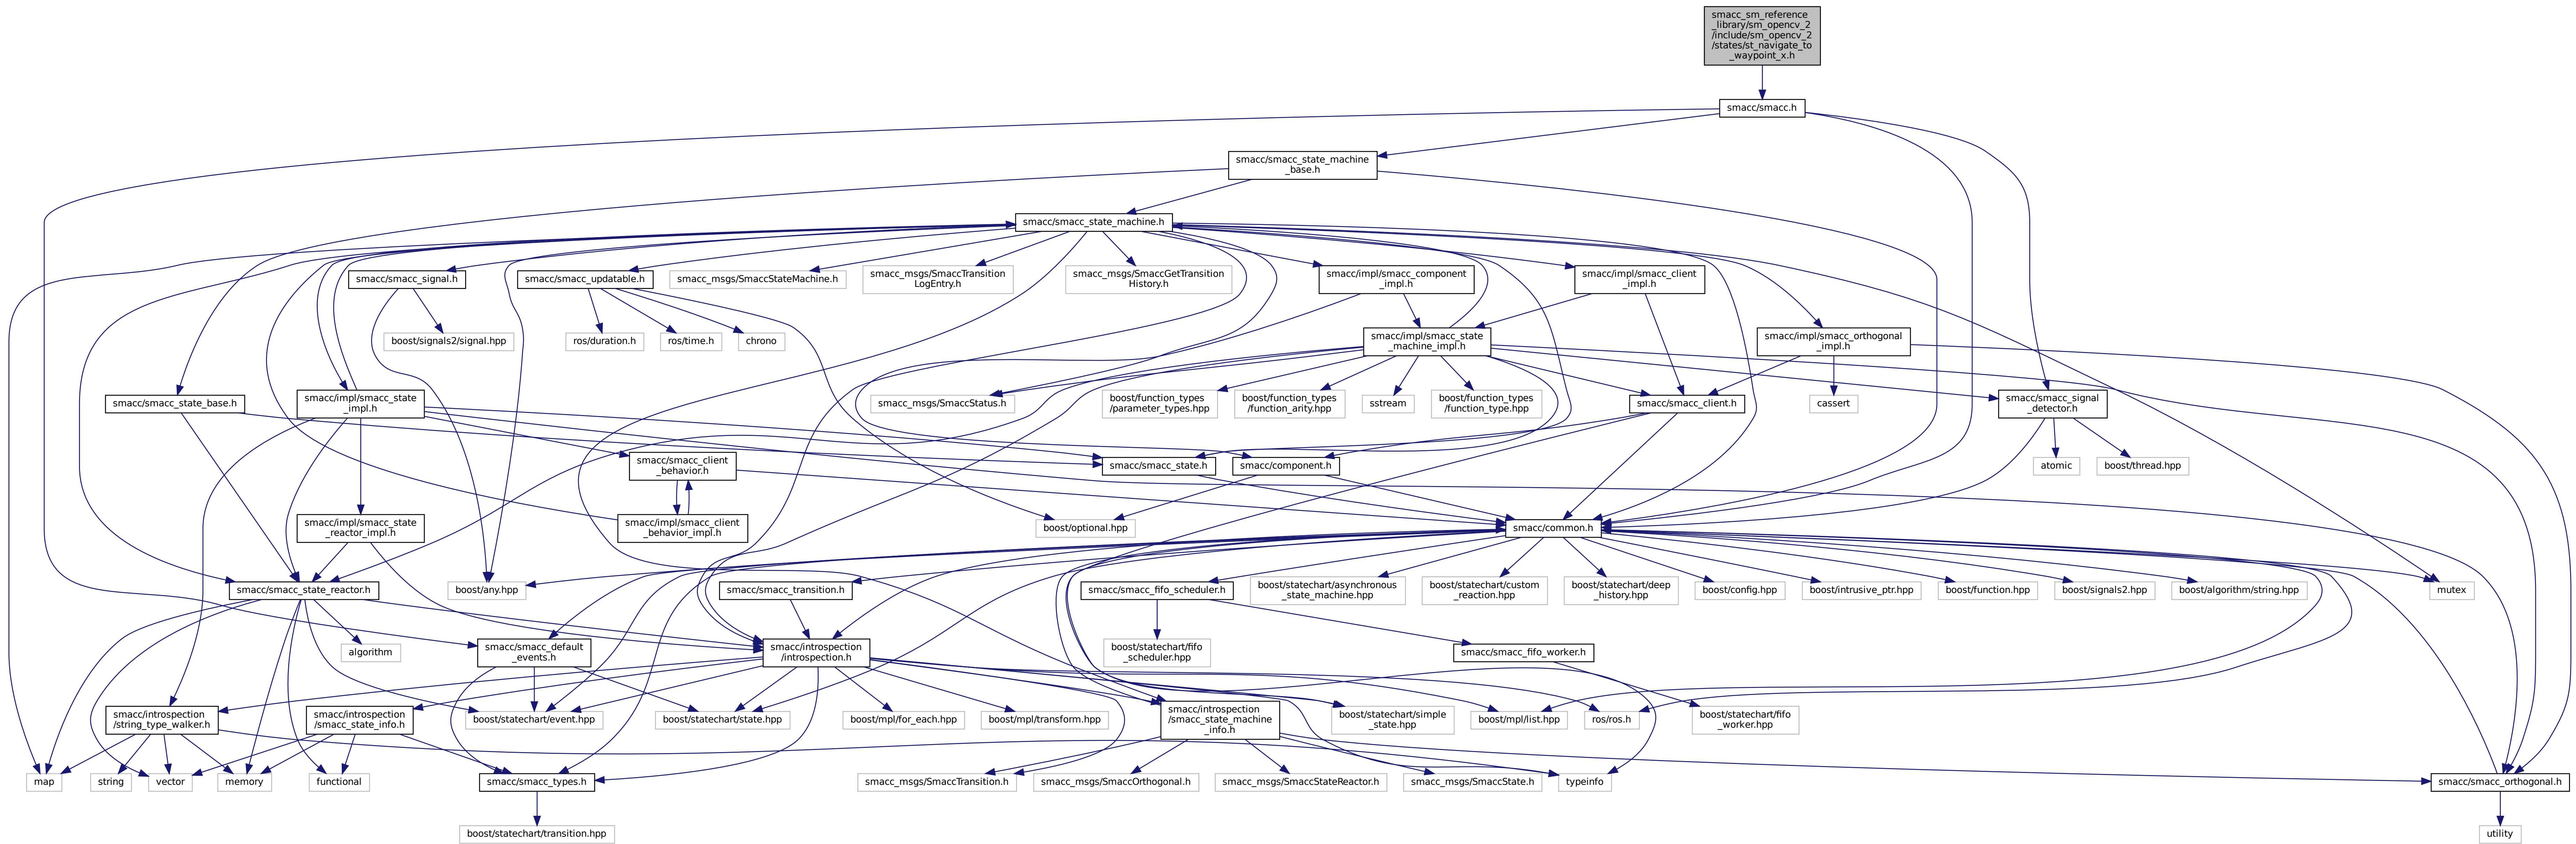 smacc_sm_reference
_library/sm_opencv_2
/include/sm_opencv_2
/states/st_navigate_to
_waypoint_x.h
smacc/smacc.h
smacc/smacc_state_machine
_base.h
smacc/smacc_state_machine.h
smacc/smacc_signal.h
smacc/smacc_updatable.h
smacc_msgs/SmaccStateMachine.h
smacc_msgs/SmaccTransition
LogEntry.h
smacc_msgs/SmaccGetTransition
History.h
smacc/impl/smacc_component
_impl.h
smacc/impl/smacc_client
_impl.h
boost/signals2/signal.hpp
ros/duration.h
ros/time.h
chrono
smacc/impl/smacc_state
_machine_impl.h
smacc/impl/smacc_orthogonal
_impl.h
smacc/smacc_state_base.h
smacc/impl/smacc_state
_impl.h
smacc_msgs/SmaccStatus.h
boost/function_types
/parameter_types.hpp
boost/function_types
/function_arity.hpp
sstream
boost/function_types
/function_type.hpp
smacc/smacc_client.h
cassert
smacc/smacc_signal
_detector.h
smacc/smacc_client
_behavior.h
smacc/smacc_state.h
smacc/component.h
atomic
boost/thread.hpp
smacc/impl/smacc_state
_reactor_impl.h
smacc/impl/smacc_client
_behavior_impl.h
boost/optional.hpp
smacc/common.h
smacc/smacc_state_reactor.h
boost/any.hpp
smacc/smacc_transition.h
smacc/smacc_fifo_scheduler.h
boost/statechart/asynchronous
_state_machine.hpp
boost/statechart/custom
_reaction.hpp
boost/statechart/deep
_history.hpp
boost/config.hpp
boost/intrusive_ptr.hpp
boost/function.hpp
boost/signals2.hpp
boost/algorithm/string.hpp
mutex
algorithm
smacc/smacc_default
_events.h
smacc/introspection
/introspection.h
boost/statechart/fifo
_scheduler.hpp
smacc/smacc_fifo_worker.h
smacc/introspection
/string_type_walker.h
smacc/introspection
/smacc_state_info.h
boost/statechart/event.hpp
boost/statechart/state.hpp
boost/mpl/for_each.hpp
boost/mpl/transform.hpp
smacc/introspection
/smacc_state_machine
_info.h
boost/statechart/simple
_state.hpp
boost/mpl/list.hpp
ros/ros.h
boost/statechart/fifo
_worker.hpp
map
string
vector
memory
functional
smacc/smacc_types.h
smacc_msgs/SmaccTransition.h
smacc_msgs/SmaccOrthogonal.h
smacc_msgs/SmaccStateReactor.h
smacc_msgs/SmaccState.h
typeinfo
smacc/smacc_orthogonal.h
boost/statechart/transition.hpp
utility